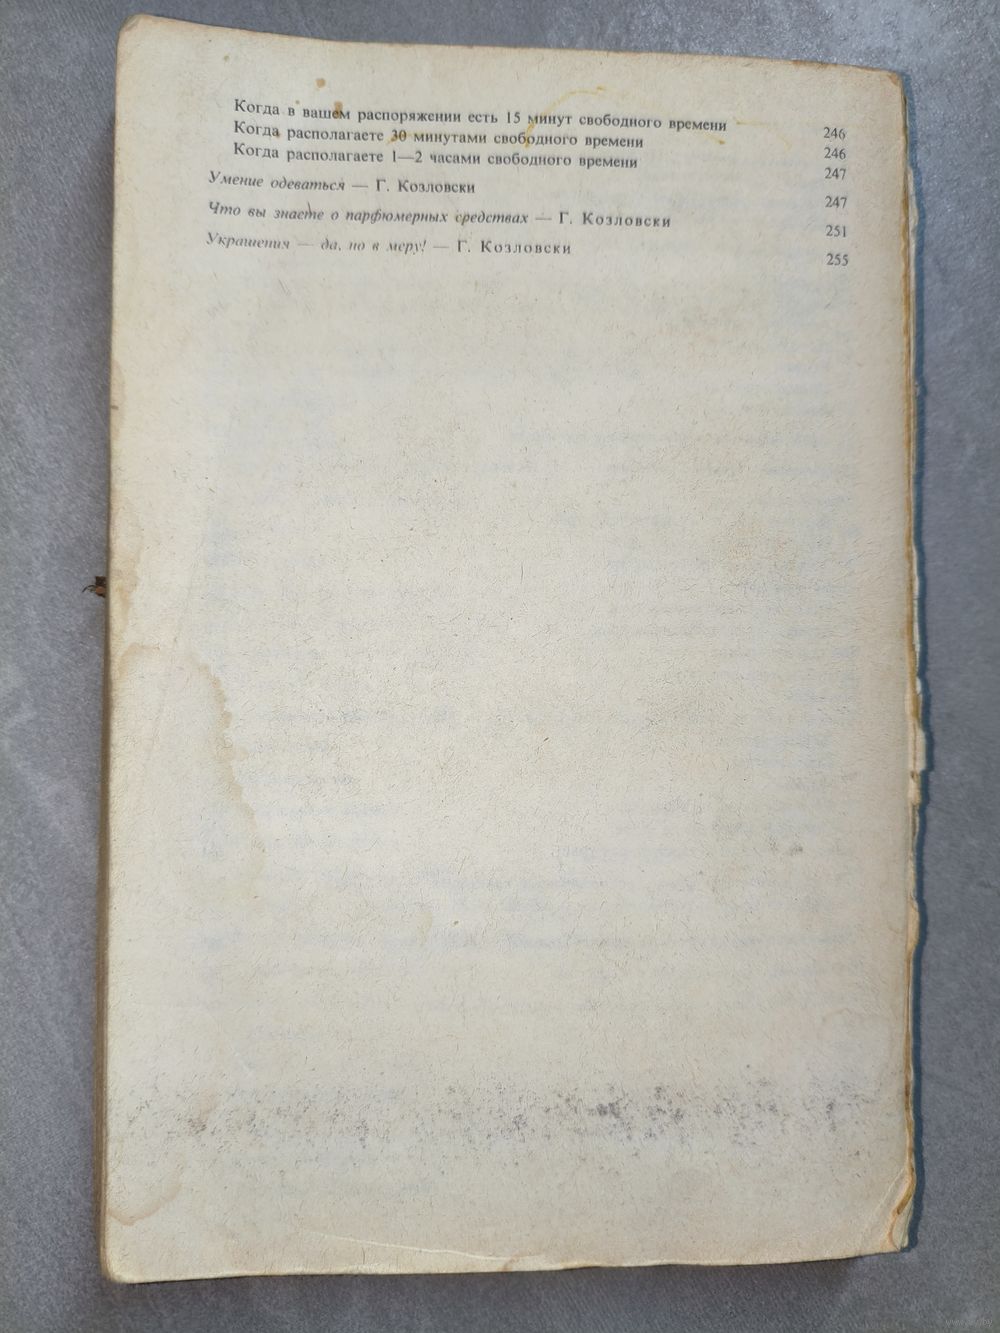 Когда в вашем распоряжении есть 15 минут свободного времени 246
Когда располагаете 30 минутами свободного времени 246
Когда располагаете 1—2 часами свободного времени 247
Умение одеваться — Г. Козловски 247
Что вы знаете о парфюмерных средствах — Г. Козловски 251
Украшения — да, но в меру! — Г. Козловски 255